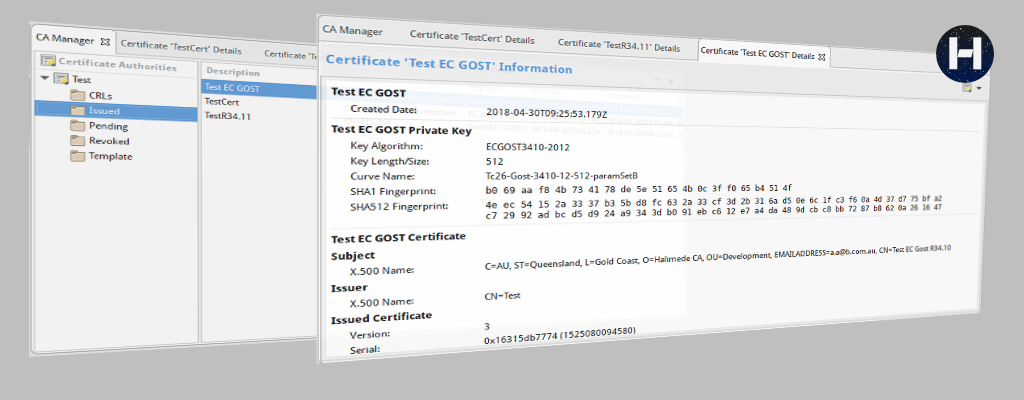 CA Manager
Certificate 'TestCert' Details
Certificate 'Te
Certificate Authorities
Test
CRLs
Issued
Pending
Revoked
Template
Description
Test EC GOST
TestCert
TestR34.11
CA Manager
Certificate 'TestCert' Details
Certificate 'TestR34.11' Details
Certificate 'Test EC GOST' Details
H
Certificate 'Test EC GOST' Information
Test EC GOST
Created Date: 2018-04-30T09:25:53.179Z
Test EC GOST Private Key
Key Algorithm: ECGOST3410-2012
Key Length/Size: 512
Curve Name: Tc26-Gost-3410-12-512-paramSetB
SHA1 Fingerprint: b0 69 aa f8 4b 73 41 78 de 5e 51 65 4b 0c 3f f0 65 b4 51 4f
SHA512 Fingerprint: 4e ec 54 15 2a 33 37 b3 5b d8 fc 63 2a 33 cf 3d 2b 31 6a d5 0e 6c 1f c3 f6 0a 4d 37 d7 75 bf a2
c7 29 92 ad bc d5 d9 24 a9 34 3d b0 91 eb c6 12 e7 a4 da 48 9d cb c8 bb 72 87 b8 62 0a 26 16 47
Test EC GOST Certificate
Subject
X.500 Name: C=AU, ST=Queensland, L=Gold Coast, O=Halimede CA, OU=Development, EMAILADDRESS=a.a@b.com.au, CN=Test EC Gost R34.10
Issuer
X.500 Name: CN=Test
Issued Certificate
Version: 3
Serial: 0x16315db7774 (1525080094580)